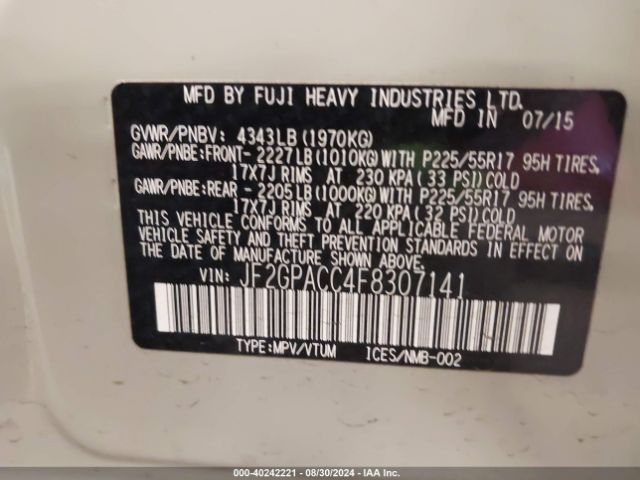 MFD BY FUJI HEAVY INDUSTRIES LTD.
MFD IN 07/15
GVWR/PNBV: 4343LB (1970KG)
GAWR/PNBE:FRONT- 2227LB(1010KG)WITH P225/55R17 95H TIRES,
17X7J RIMS AT 230 KPA (33 PSI)COLD
GAWR/PNBE:REAR - 2205LB(1000KG)WITH P225/55R17 95H TIRES,
17X7J RIMS AT 220 KPA (32 PSI)COLD
THIS VEHICLE CONFORMS TO ALL APPLICABLE FEDERAL MOTOR
VEHICLE SAFETY AND THEFT PREVENTION STANDARDS IN EFFECT ON
THE DATE OF MANUFACTURE SHOWN ABOVE.
VIN: JF2GPACC4F8307141
TYPE:MPV/VTUM ICES/NMB-002
000-40242221 - 08/30/2024 - IAA Inc.